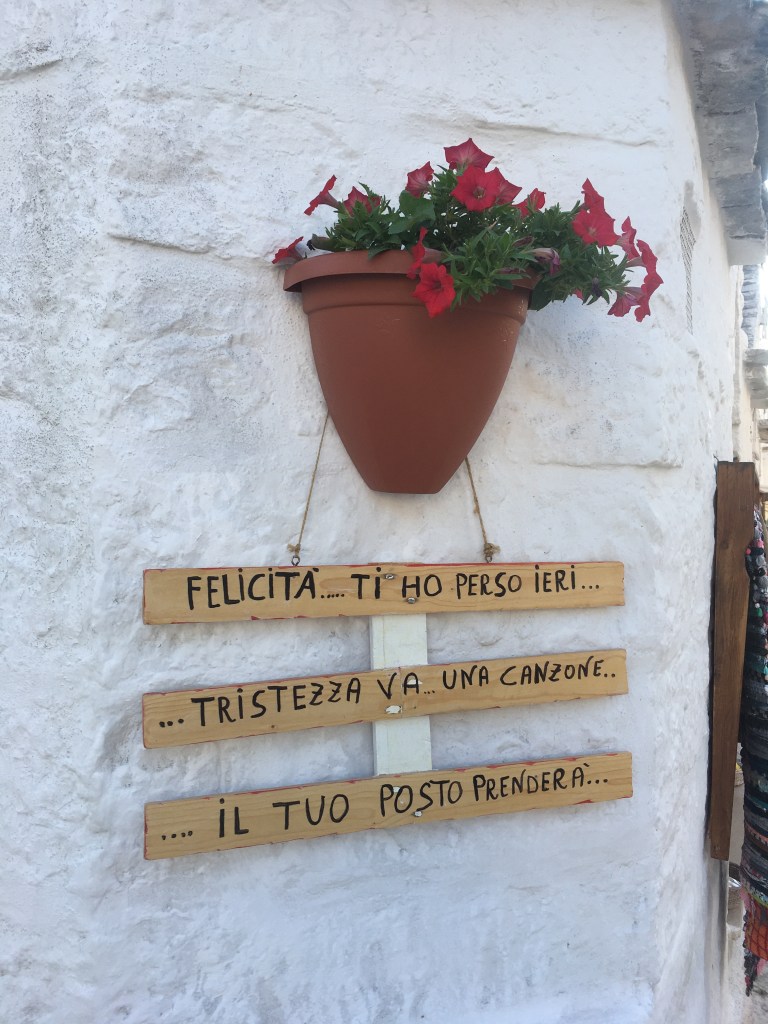 FELICITÀ..... TI HO PERSO IERI...
... TRISTEZZA VA... UNA CANZONE..
.... IL TUO POSTO PRENDERÀ...